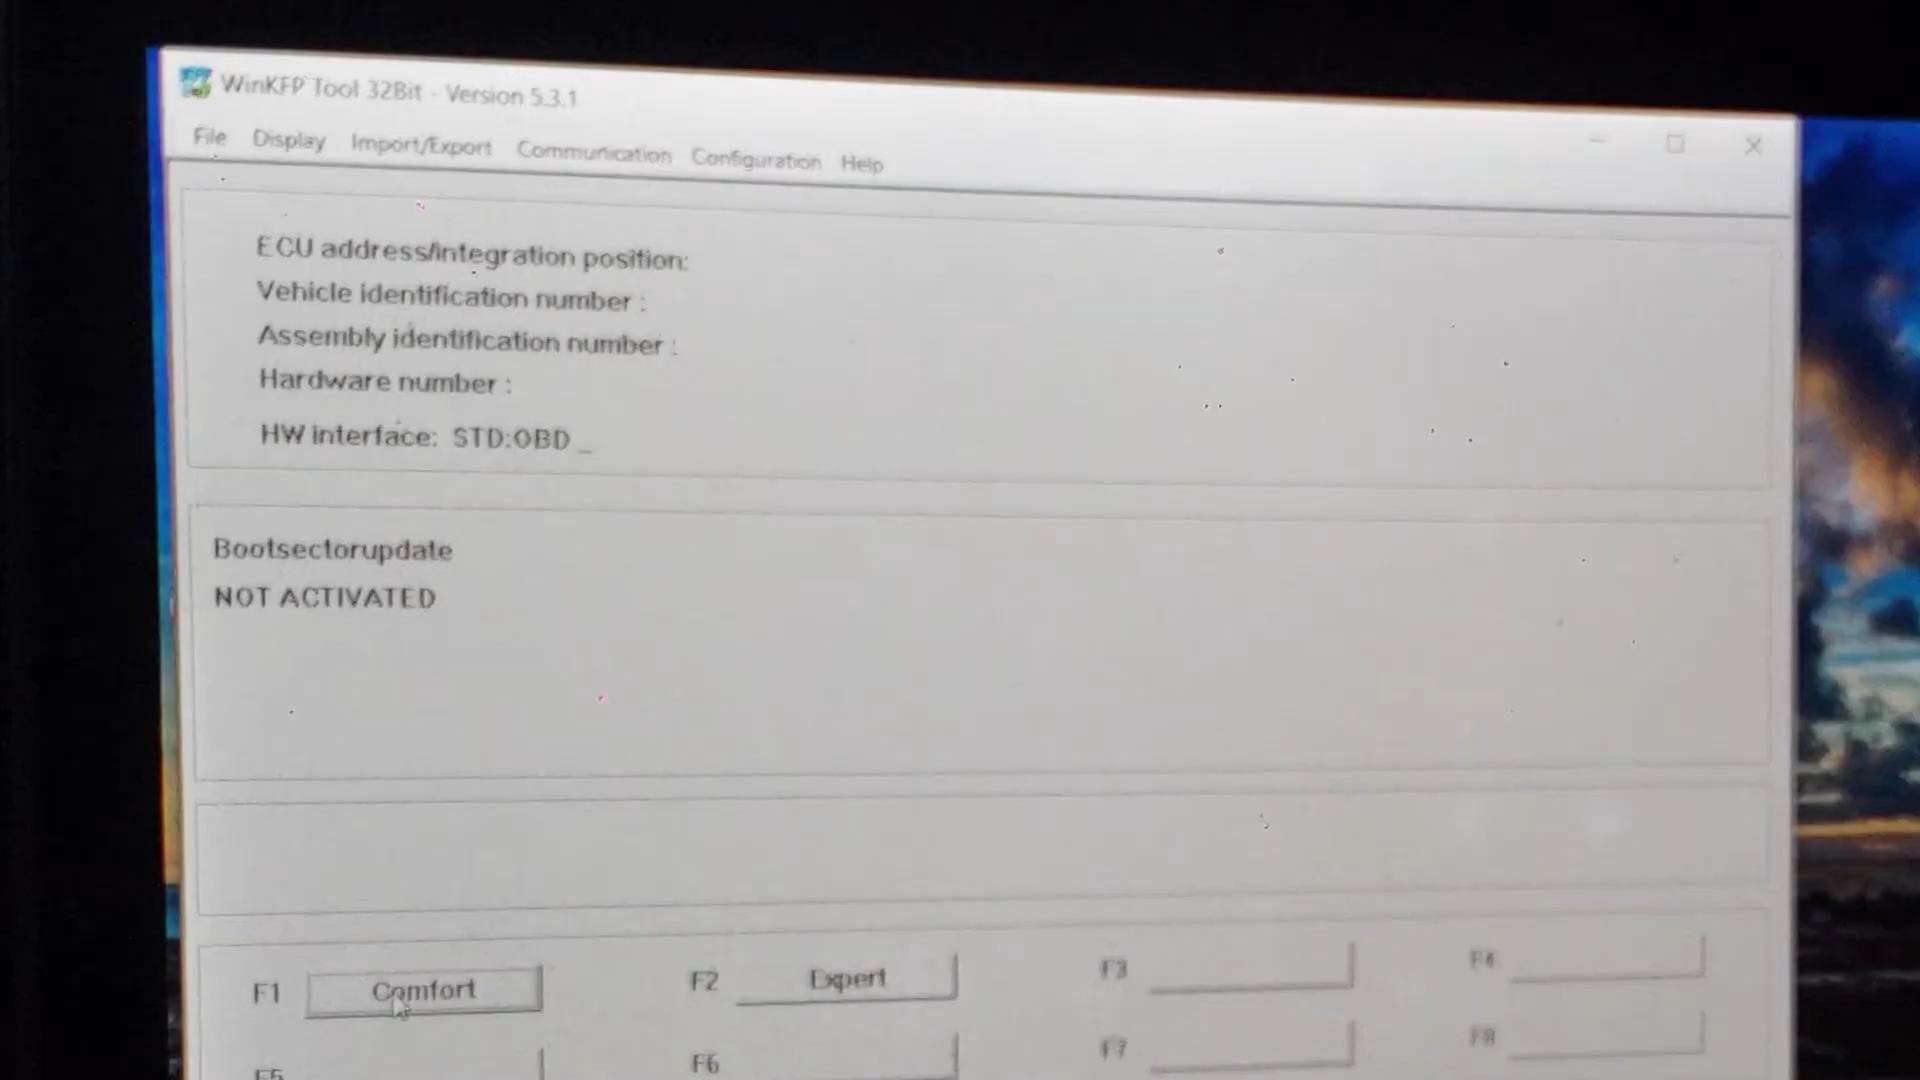 WinKFP Tool 32Bit - Version 5.3.1
File Display Import/Export Communication Configuration Help
ECU address/integration position:
Vehicle identification number :
Assembly identification number :
Hardware number :
HW interface: STD:OBD _
Bootsectorupdate
NOT ACTIVATED
F1 Comfort F2 Expert F3 F4
F5 F6 F7 F8